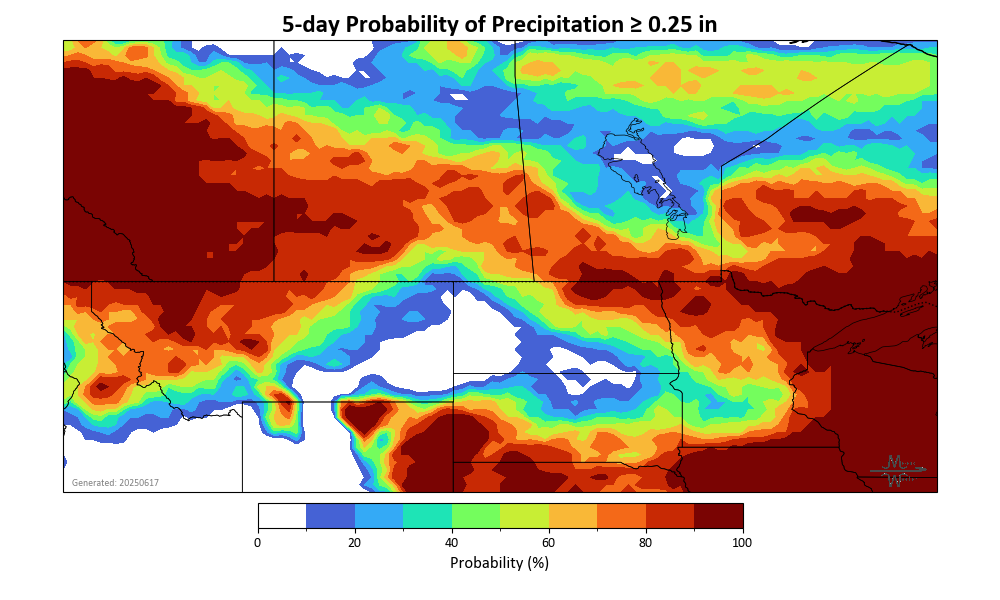 5-day Probability of Precipitation ≥ 0.25 in
Generated: 20250617
0 20 40 60 80 100
Probability (%)